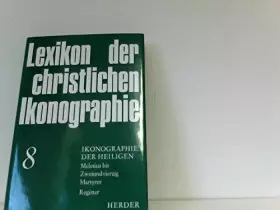 Lexikon der
christlichen
Ikonographie
8
IKONOGRAPHIE
DER HEILIGEN
Meletius bis
Zweiundvierzig
Martyrer
Register
HERDER